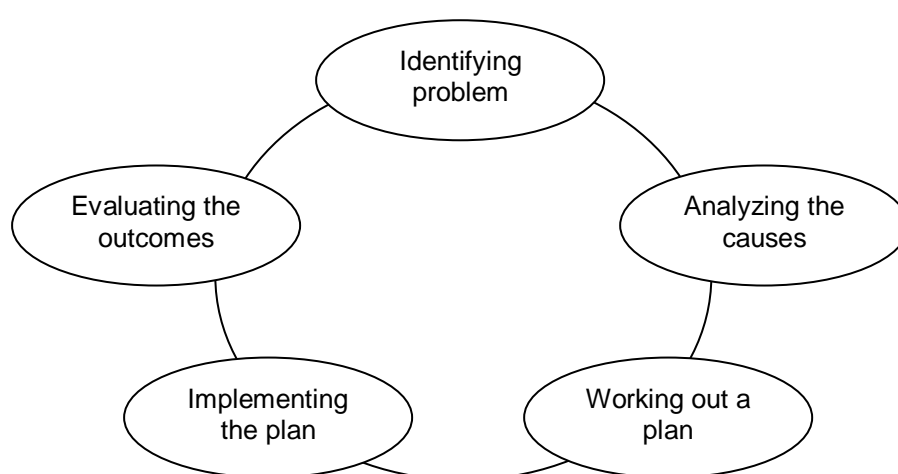 Identifying
problem
Analyzing the
causes
Working out a
plan
Implementing
the plan
Evaluating the
outcomes